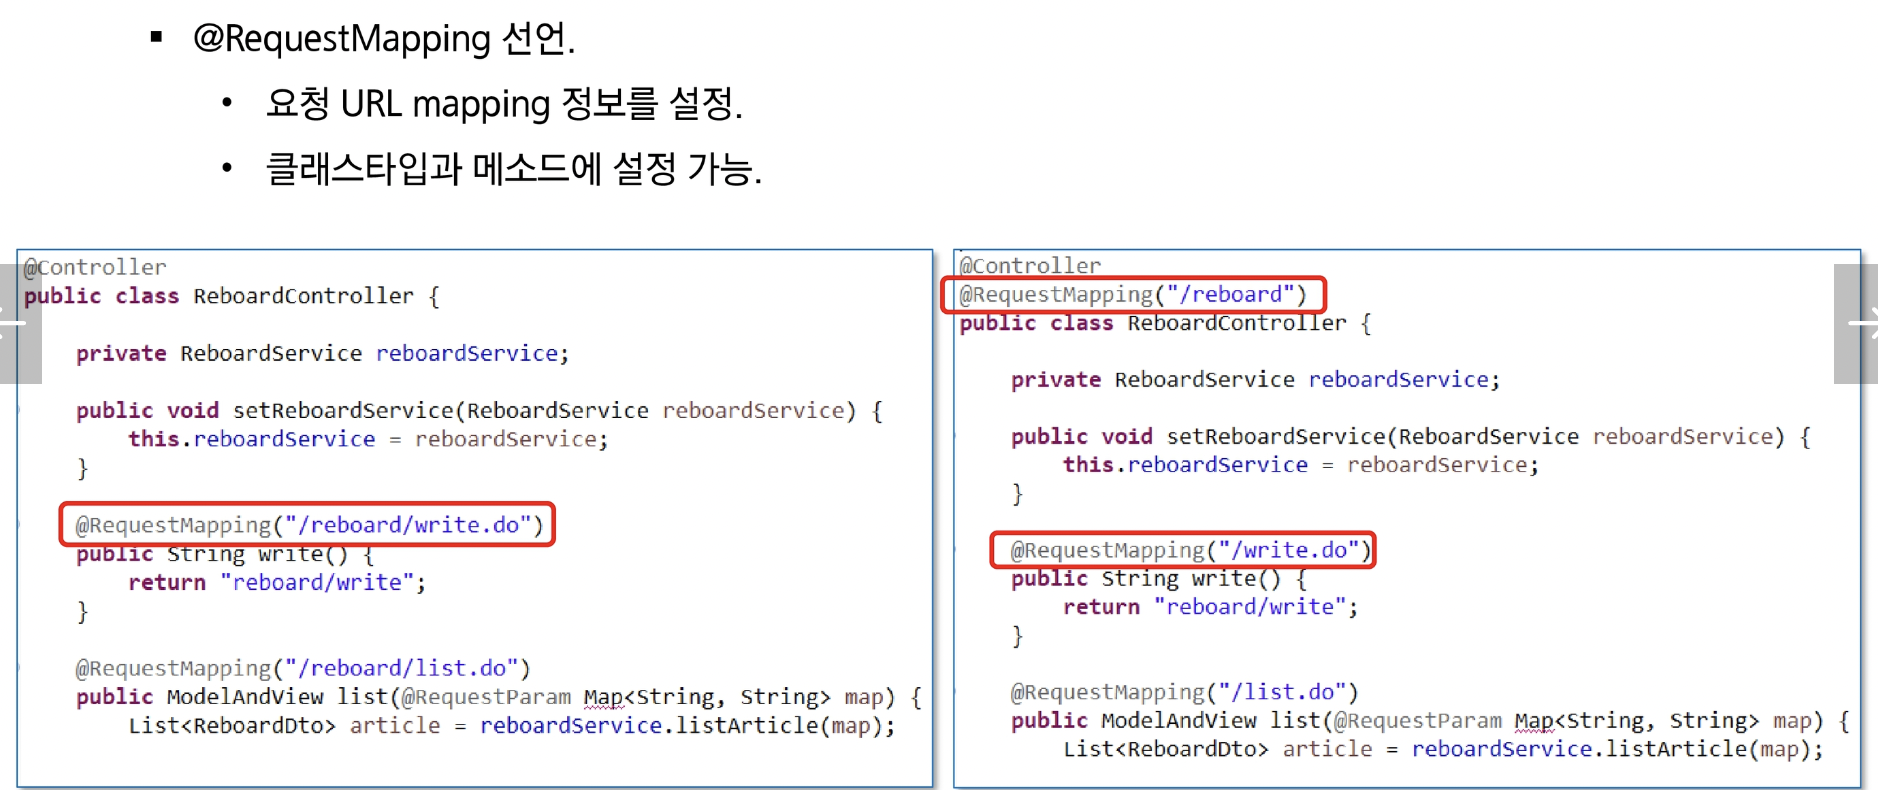 ▪ @RequestMapping 선언.
• 요청 URL mapping 정보를 설정.
• 클래스타입과 메소드에 설정 가능.
@Controller
public class ReboardController {
private ReboardService reboardService;
public void setReboardService(ReboardService reboardService) {
this.reboardService = reboardService;
}
@RequestMapping("/reboard/write.do")
public String write() {
return "reboard/write";
}
@RequestMapping("/reboard/list.do")
public ModelAndView list(@RequestParam Map<String, String> map) {
List<ReboardDto> article = reboardService.listArticle(map);
@Controller
@RequestMapping("/reboard")
public class ReboardController {
private ReboardService reboardService;
public void setReboardService(ReboardService reboardService) {
this.reboardService = reboardService;
}
@RequestMapping("/write.do")
public String write() {
return "reboard/write";
}
@RequestMapping("/list.do")
public ModelAndView list(@RequestParam Map<String, String> map) {
List<ReboardDto> article = reboardService.listArticle(map);